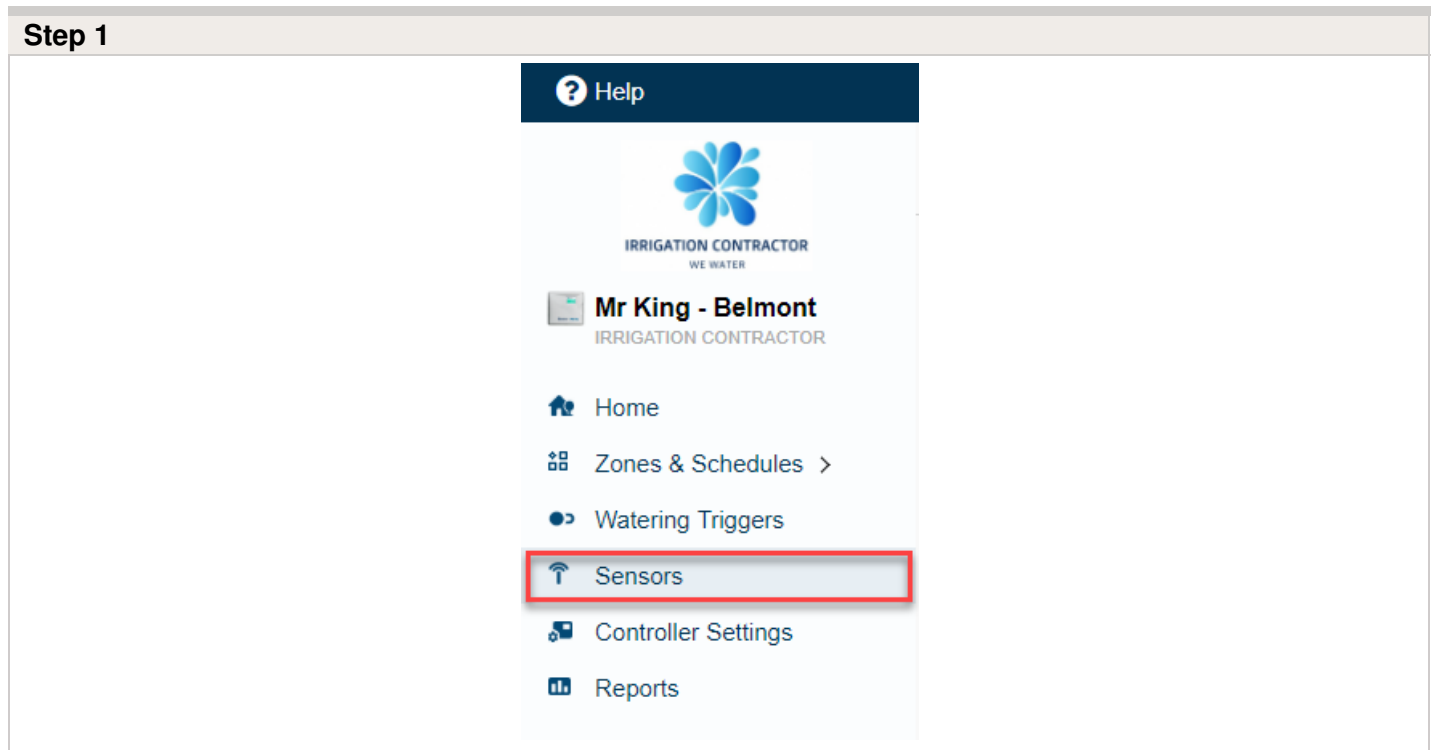 Step 1
Help
IRRIGATION CONTRACTOR
WE WATER
Mr King - Belmont
IRRIGATION CONTRACTOR
Home
Zones & Schedules >
Watering Triggers
Sensors
Controller Settings
Reports